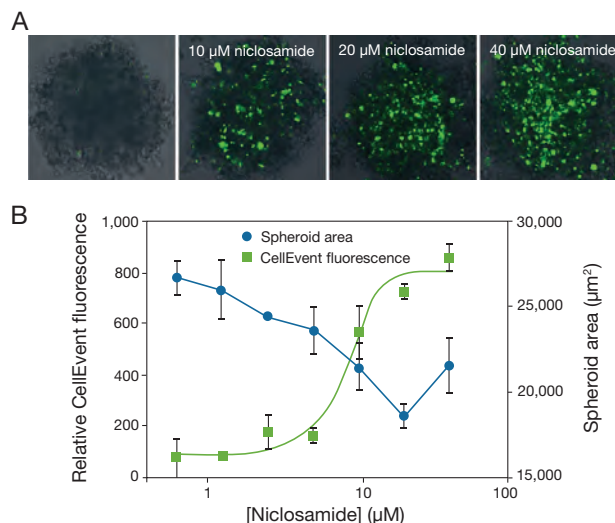 A
10 µM niclosamide
20 µM niclosamide
40 µM niclosamide
B
Relative CellEvent fluorescence
1,000
800
600
400
200
0
Spheroid area
CellEvent fluorescence
30,000
25,000
20,000
15,000
Spheroid area (µm²)
1
10
100
[Niclosamide] (µM)